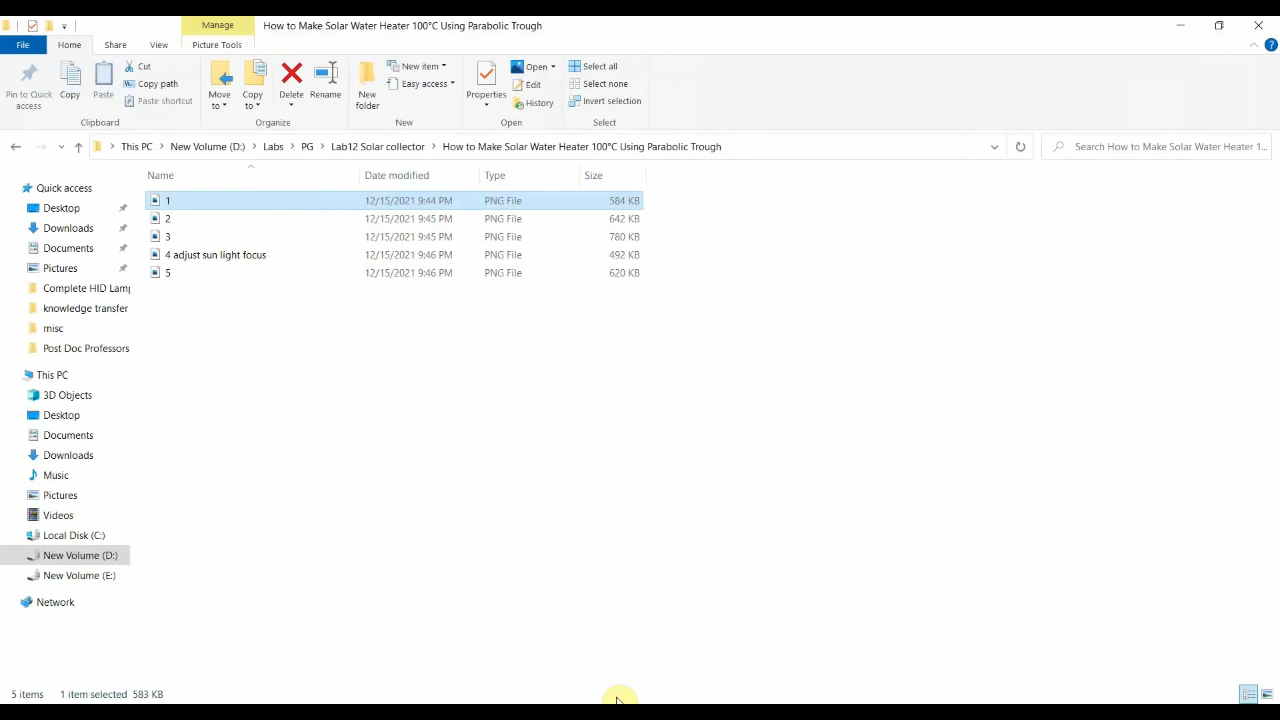 Manage
How to Make Solar Water Heater 100°C Using Parabolic Trough
File
Home
Share
View
Picture Tools
Pin to Quick access
Copy
Paste
Cut
Copy path
Paste shortcut
Clipboard
Move to
Copy to
Delete
Rename
Organize
New folder
New item
Easy access
New
Properties
Open
Edit
History
Open
Select all
Select none
Invert selection
Select
This PC > New Volume (D:) > Labs > PG > Lab12 Solar collector > How to Make Solar Water Heater 100°C Using Parabolic Trough
Search How to Make Solar Water Heater 1...
Name Date modified Type Size
1 12/15/2021 9:44 PM PNG File 584 KB
2 12/15/2021 9:45 PM PNG File 642 KB
3 12/15/2021 9:45 PM PNG File 780 KB
4 adjust sun light focus 12/15/2021 9:46 PM PNG File 492 KB
5 12/15/2021 9:46 PM PNG File 620 KB
Quick access
Desktop
Downloads
Documents
Pictures
Complete HID Lam
knowledge transfer
misc
Post Doc Professors
This PC
3D Objects
Desktop
Documents
Downloads
Music
Pictures
Videos
Local Disk (C:)
New Volume (D:)
New Volume (E:)
Network
5 items 1 item selected 583 KB